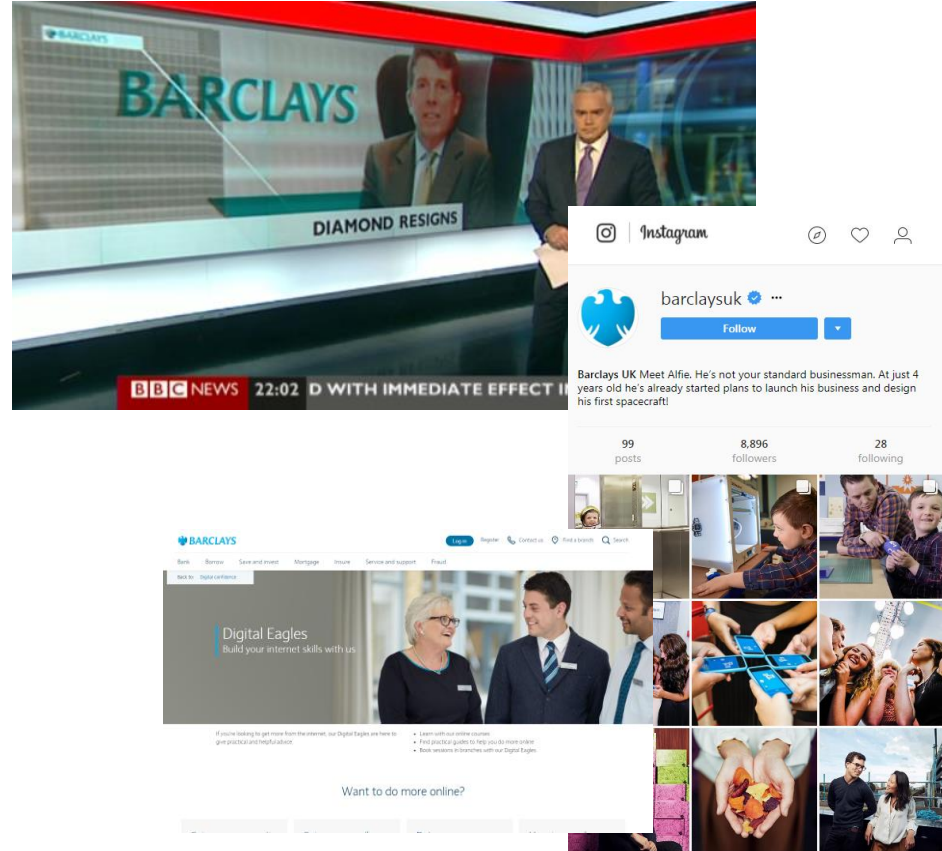 BARCLAYS
BARCLAYS
DIAMOND RESIGNS
BBC NEWS 22:02 D WITH IMMEDIATE EFFECT I
Instagram
barclaysuk
Follow
Barclays UK Meet Alfie. He's not your standard businessman. At just 4
years old he's already started plans to launch his business and design
his first spacecraft!
99 8,896 28
posts followers following
BARCLAYS
Log in Register Contact us Find a branch Search
Bank Borrow Save and invest Mortgage Insure Service and support Fraud
Back to Digital confidence
Digital Eagles
Build your internet skills with us
If you're looking to get more from the internet, our Digital Eagles are here to
give practical and helpful advice
• Learn with our online courses
• Find practical guides to help you do more online
• Book sessions in branches with our Digital Eagles
Want to do more online?